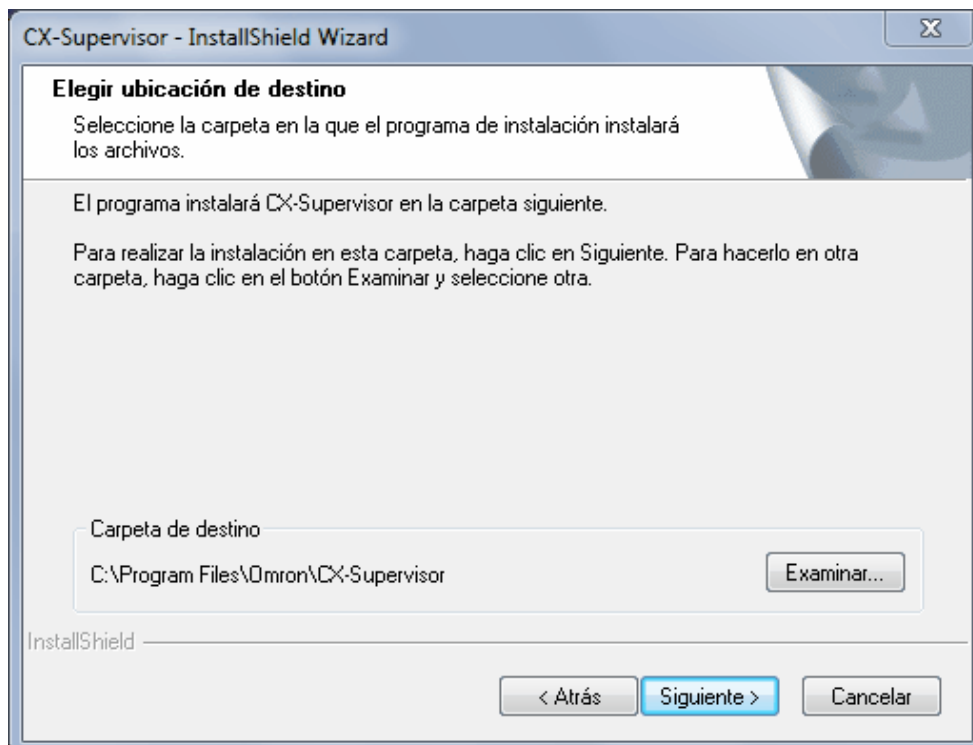 CX-Supervisor - InstallShield Wizard
Elegir ubicación de destino
Seleccione la carpeta en la que el programa de instalación instalará
los archivos.
El programa instalará CX-Supervisor en la carpeta siguiente.
Para realizar la instalación en esta carpeta, haga clic en Siguiente. Para hacerlo en otra
carpeta, haga clic en el botón Examinar y seleccione otra.
Carpeta de destino
C:\Program Files\Omron\CX-Supervisor
Examinar...
InstallShield
< Atrás
Siguiente >
Cancelar